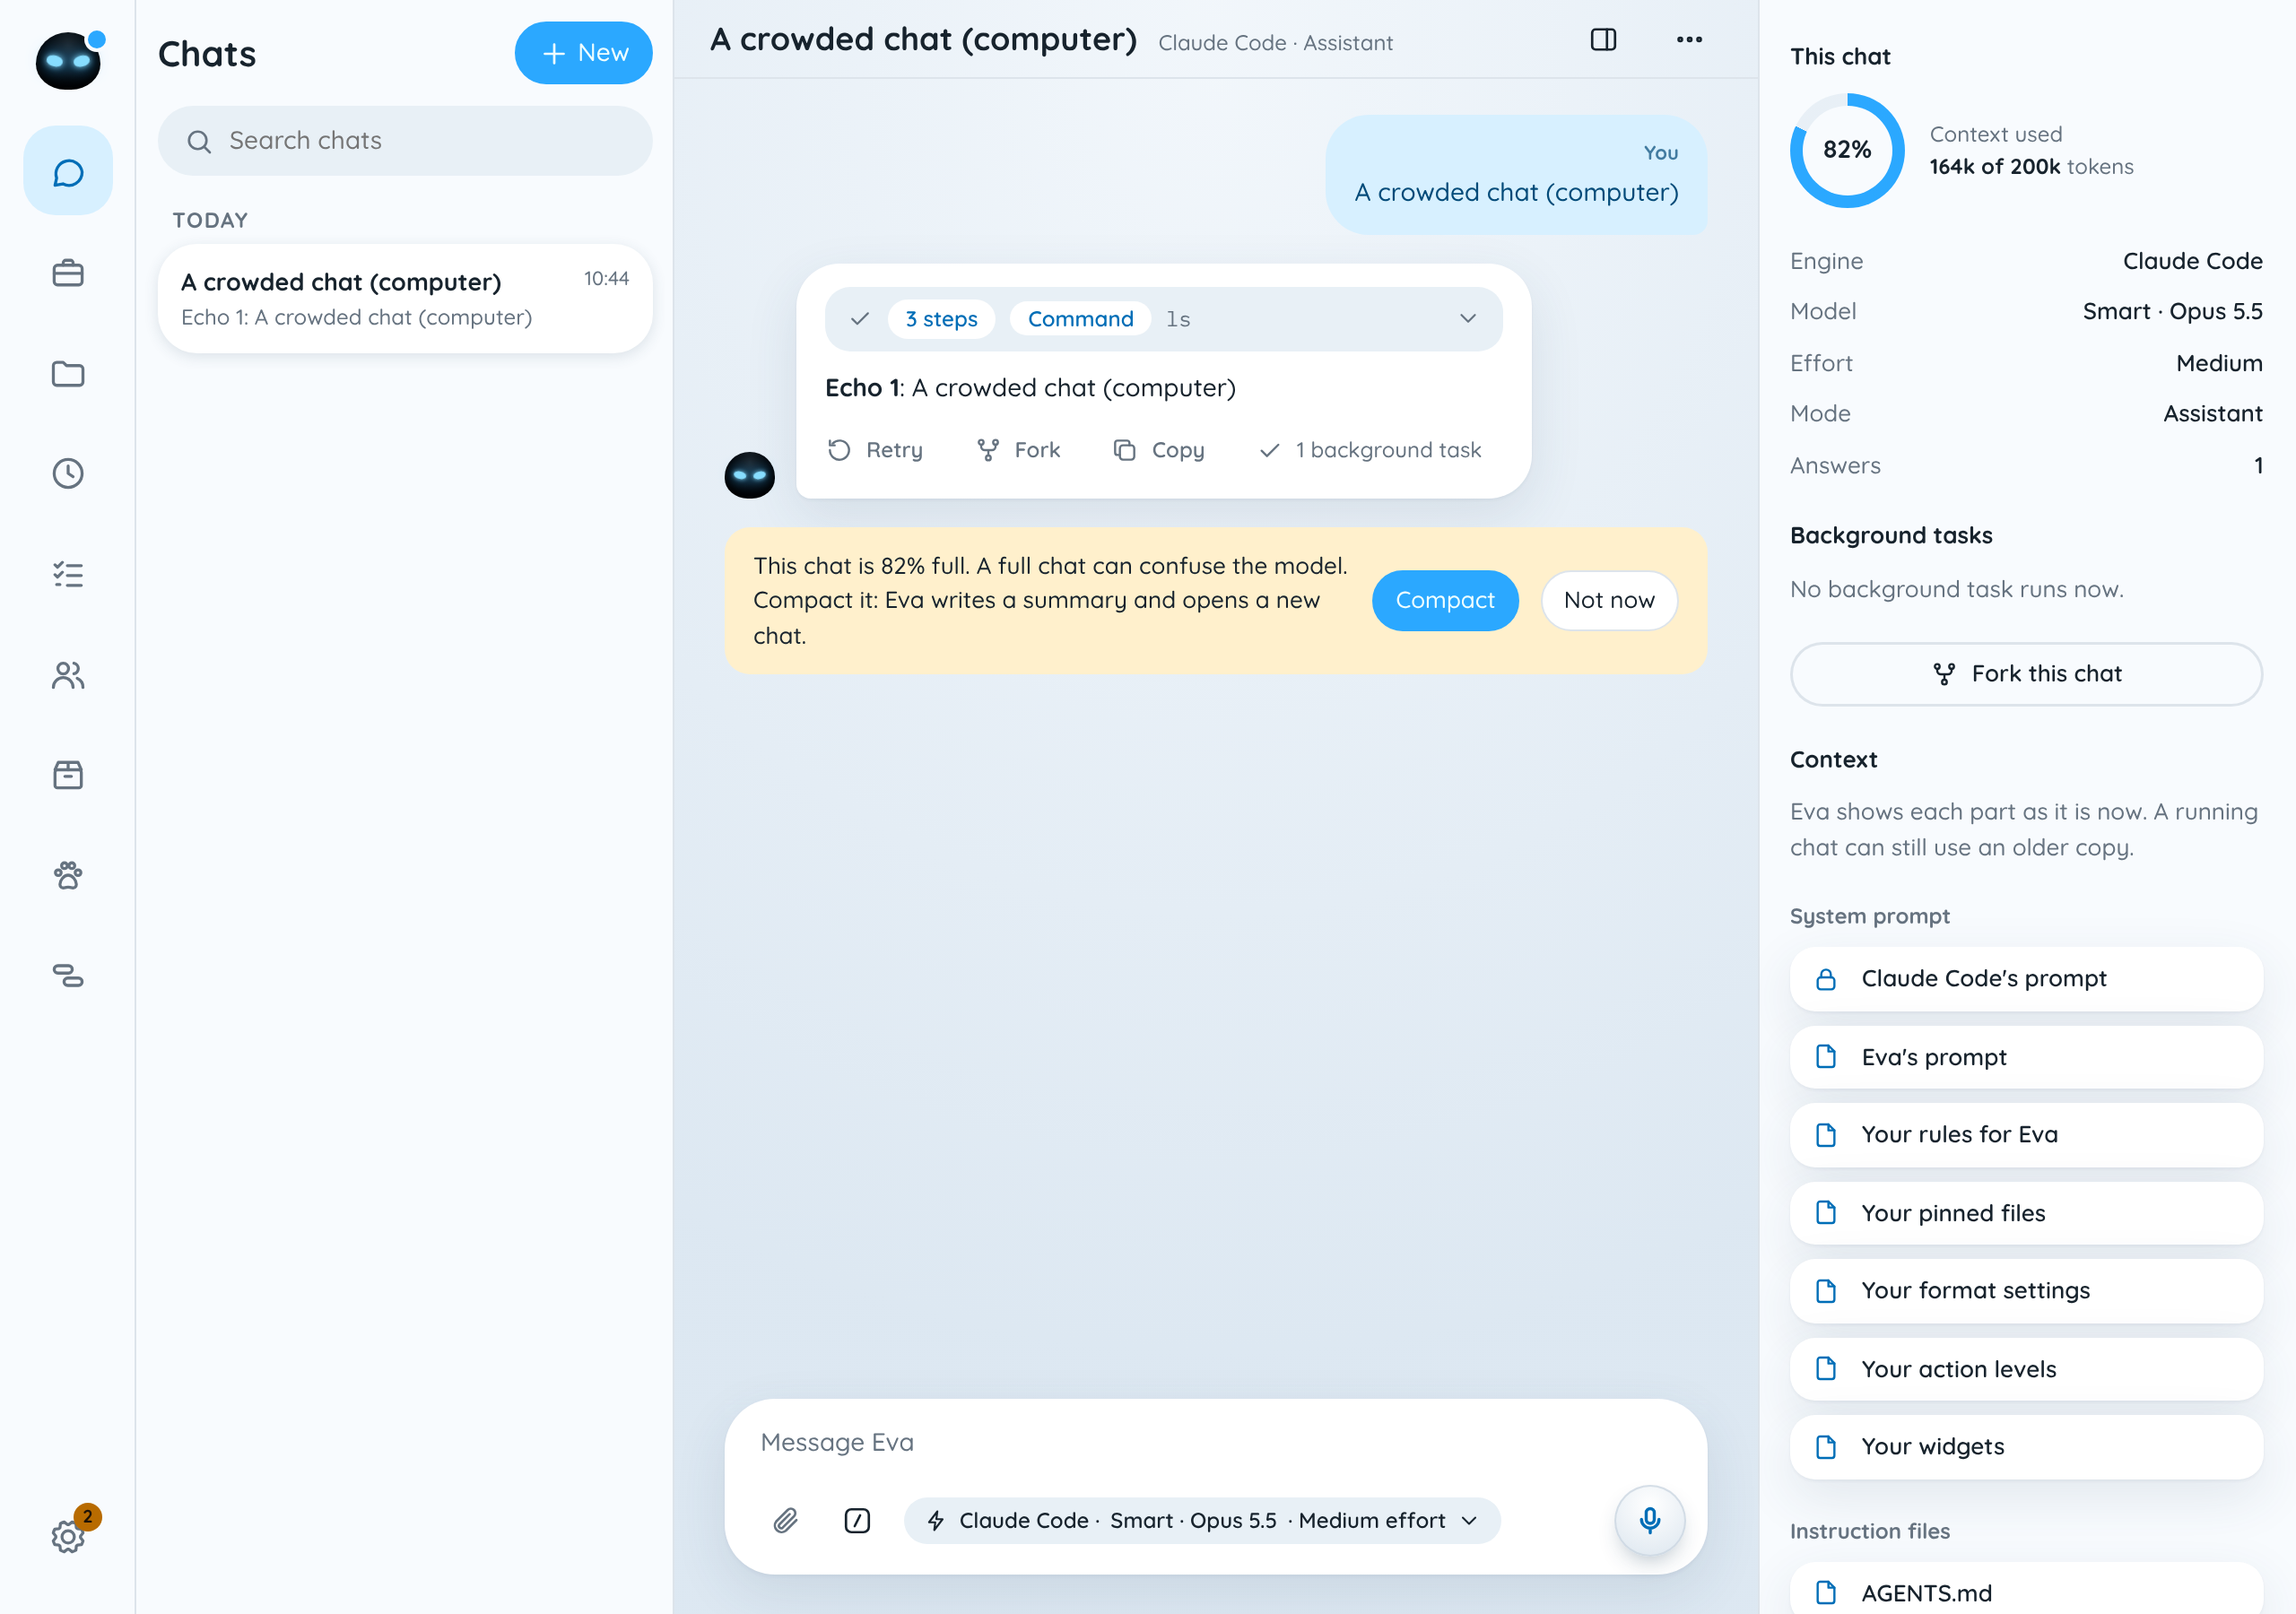 Chats
New
Search chats
TODAY
A crowded chat (computer)
10:44
Echo 1: A crowded chat (computer)
2
A crowded chat (computer)
Claude Code · Assistant
You
A crowded chat (computer)
3 steps
Command
ls
Echo 1: A crowded chat (computer)
Retry
Fork
Copy
1 background task
This chat is 82% full. A full chat can confuse the model.
Compact it: Eva writes a summary and opens a new
chat.
Compact
Not now
Message Eva
Claude Code · Smart · Opus 5.5 · Medium effort
This chat
82%
Context used
164k of 200k tokens
Engine
Claude Code
Model
Smart · Opus 5.5
Effort
Medium
Mode
Assistant
Answers
1
Background tasks
No background task runs now.
Fork this chat
Context
Eva shows each part as it is now. A running
chat can still use an older copy.
System prompt
Claude Code's prompt
Eva's prompt
Your rules for Eva
Your pinned files
Your format settings
Your action levels
Your widgets
Instruction files
AGENTS.md